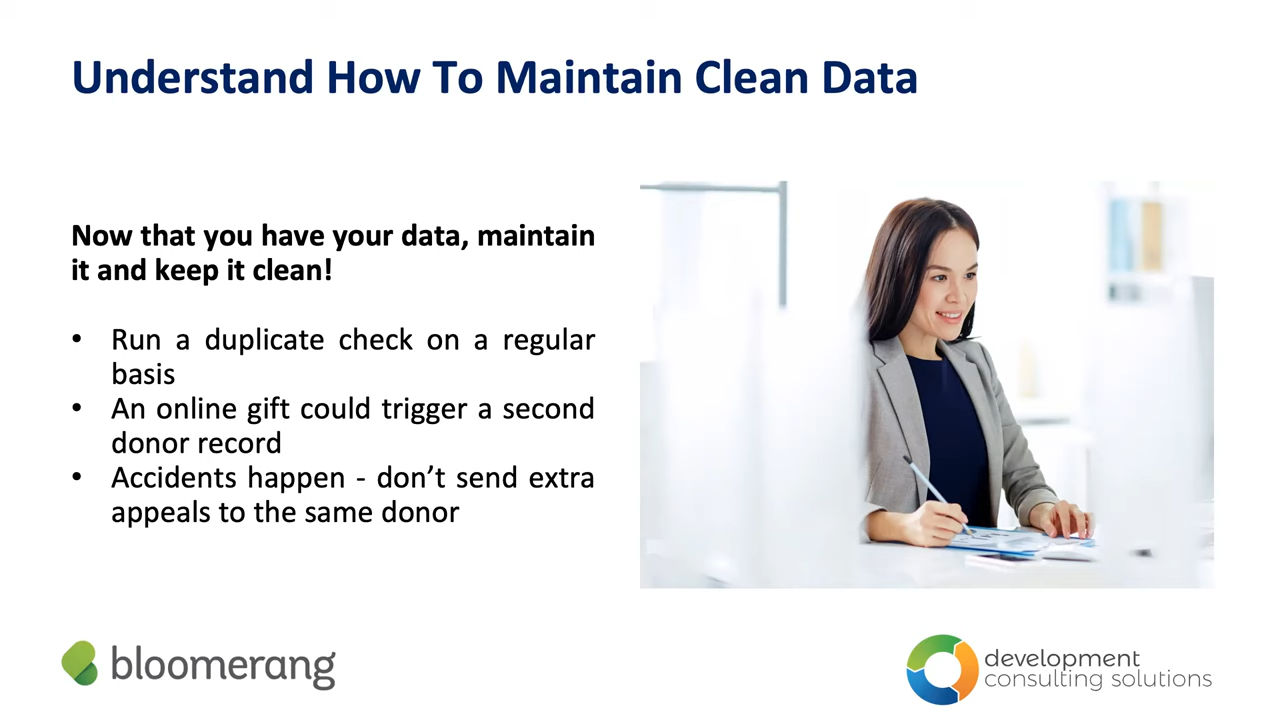 Understand How To Maintain Clean Data
Now that you have your data, maintain
it and keep it clean!
• Run a duplicate check on a regular
basis
• An online gift could trigger a second
donor record
• Accidents happen - don’t send extra
appeals to the same donor
bloomerang
development
consulting solutions